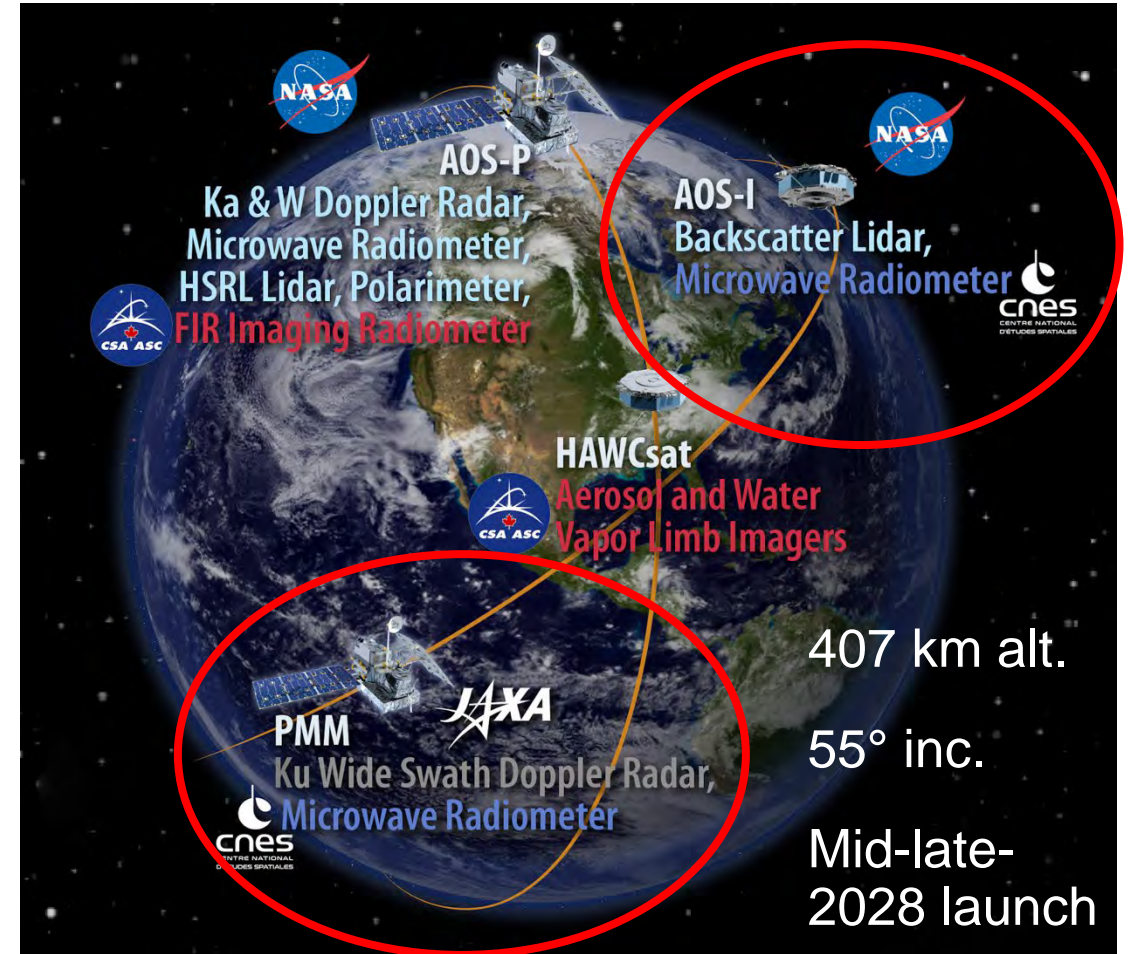 NASA
NASA
AOS-P
Ka & W Doppler Radar,
Microwave Radiometer,
HSRL Lidar, Polarimeter,
FIR Imaging Radiometer
CSA ASC
AOS-I
Backscatter Lidar,
Microwave Radiometer
cnes
CENTRE NATIONAL
D'ÉTUDES SPATIALES
HAWCsat
Aerosol and Water
Vapor Limb Imagers
CSA ASC
JAXA
PMM
Ku Wide Swath Doppler Radar,
Microwave Radiometer
cnes
CENTRE NATIONAL
D'ÉTUDES SPATIALES
407 km alt.
55° inc.
Mid-late-
2028 launch